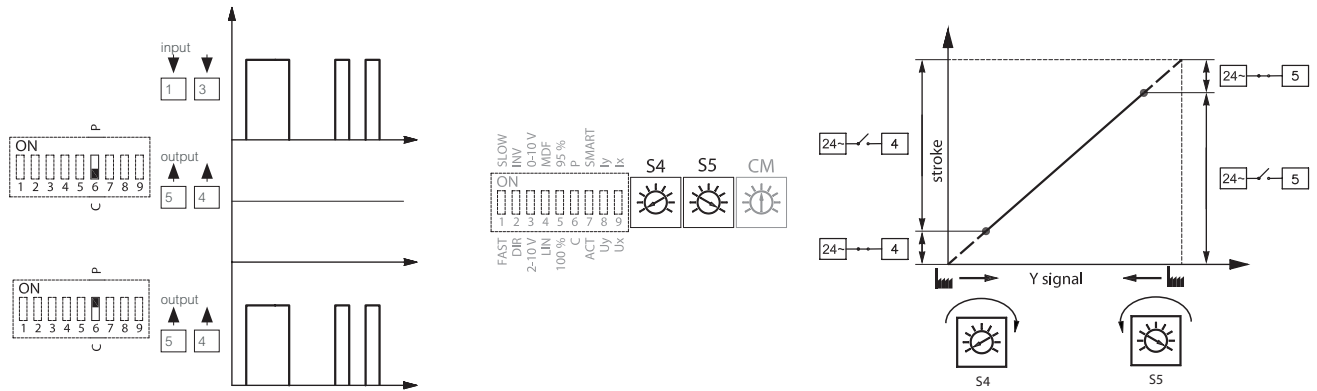 input
1 3
P
ON
1 2 3 4 5 6 7 8 9
C
output
5 4
P
ON
1 2 3 4 5 6 7 8 9
C
output
5 4
SLOW INV 0-10 V MDF 95 % P SMART Iy Ix
ON
1 2 3 4 5 6 7 8 9
FAST DIR 2-10 V LIN 100 % C ACT Uy Ux
S4 S5 CM
24~ 5
24~ 4
stroke
24~ 5
24~ 4
Y signal
S4 S5